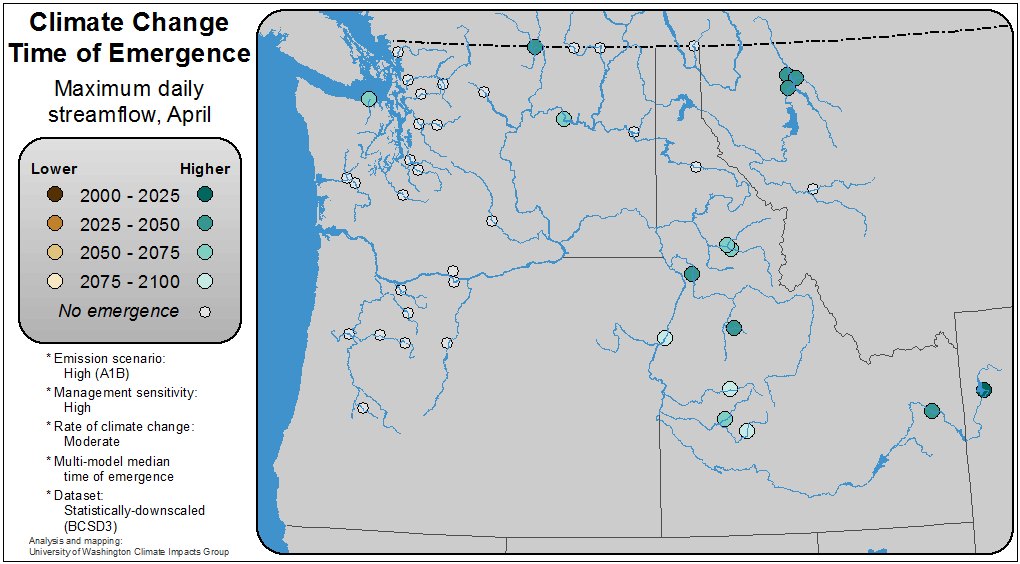 Climate Change
Time of Emergence
Maximum daily
streamflow, April
Lower Higher
2000 - 2025
2025 - 2050
2050 - 2075
2075 - 2100
No emergence
* Emission scenario:
High (A1B)
* Management sensitivity:
High
* Rate of climate change:
Moderate
* Multi-model median
time of emergence
* Dataset:
Statistically-downscaled
(BCSD3)
Analysis and mapping:
University of Washington Climate Impacts Group